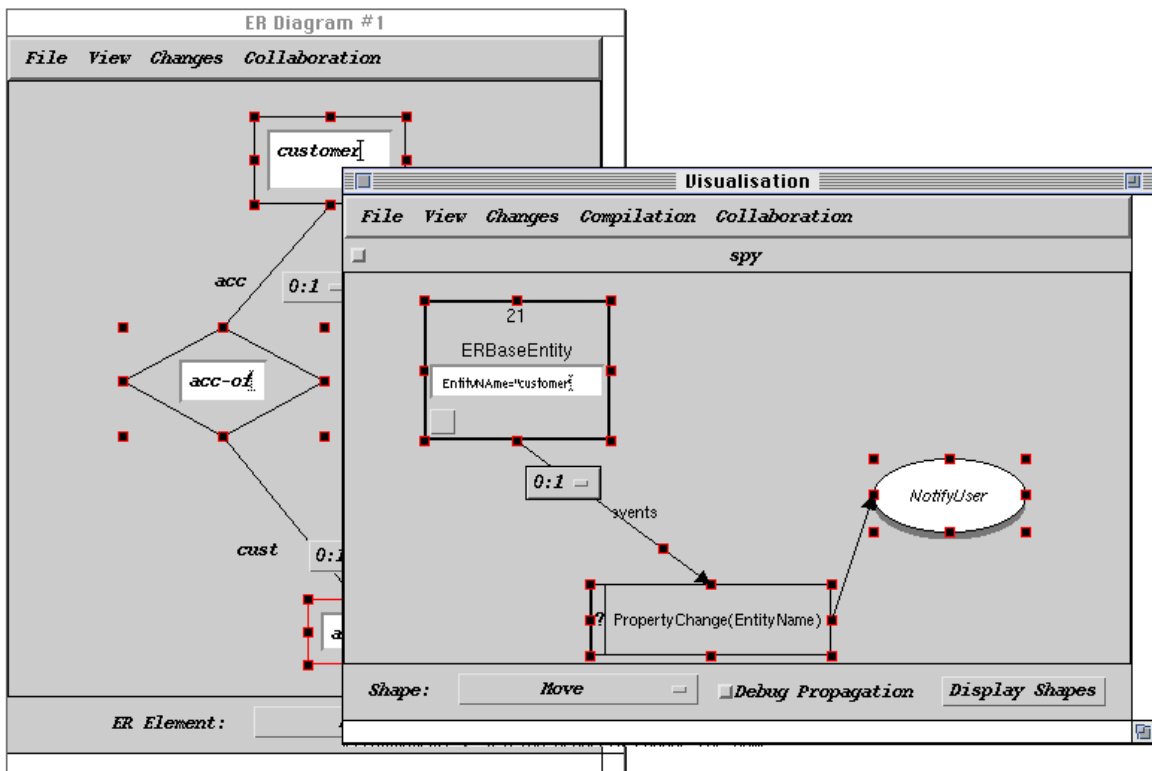 ER Diagram #1
File View Changes Collaboration
customer
acc
0:1
acc-of
cust
0:1
a
ER Element:
Visualisation
File View Changes Compilation Collaboration
spy
21
ERBaseEntity
EntityNAme="customer
0:1
events
NotifyUser
? PropertyChange(EntityName)
Shape: Move Debug Propagation Display Shapes